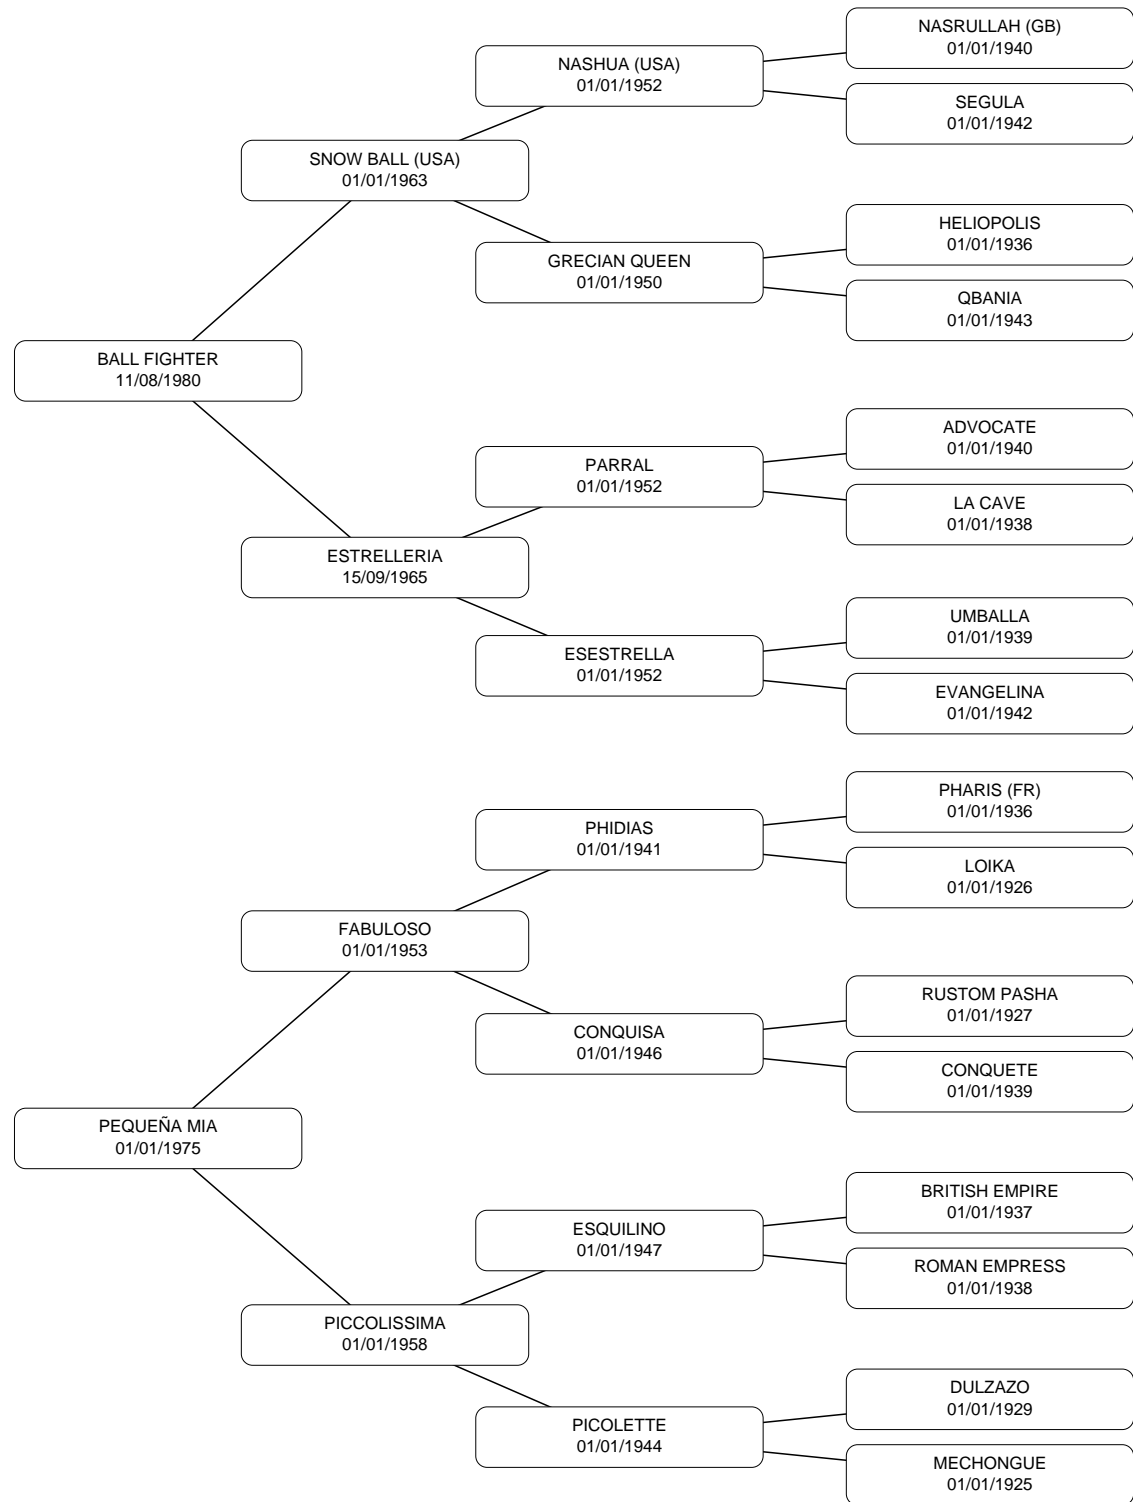 NASRULLAH (GB)
01/01/1940
NASHUA (USA)
01/01/1952
SEGULA
01/01/1942
SNOW BALL (USA)
01/01/1963
HELIOPOLIS
01/01/1936
GRECIAN QUEEN
01/01/1950
QBANIA
01/01/1943
BALL FIGHTER
11/08/1980
ADVOCATE
01/01/1940
PARRAL
01/01/1952
LA CAVE
01/01/1938
ESTRELLERIA
15/09/1965
UMBALLA
01/01/1939
ESESTRELLA
01/01/1952
EVANGELINA
01/01/1942
PHARIS (FR)
01/01/1936
PHIDIAS
01/01/1941
LOIKA
01/01/1926
FABULOSO
01/01/1953
RUSTOM PASHA
01/01/1927
CONQUISA
01/01/1946
CONQUETE
01/01/1939
PEQUEÑA MIA
01/01/1975
BRITISH EMPIRE
01/01/1937
ESQUILINO
01/01/1947
ROMAN EMPRESS
01/01/1938
PICCOLISSIMA
01/01/1958
DULZAZO
01/01/1929
PICOLETTE
01/01/1944
MECHONGUE
01/01/1925